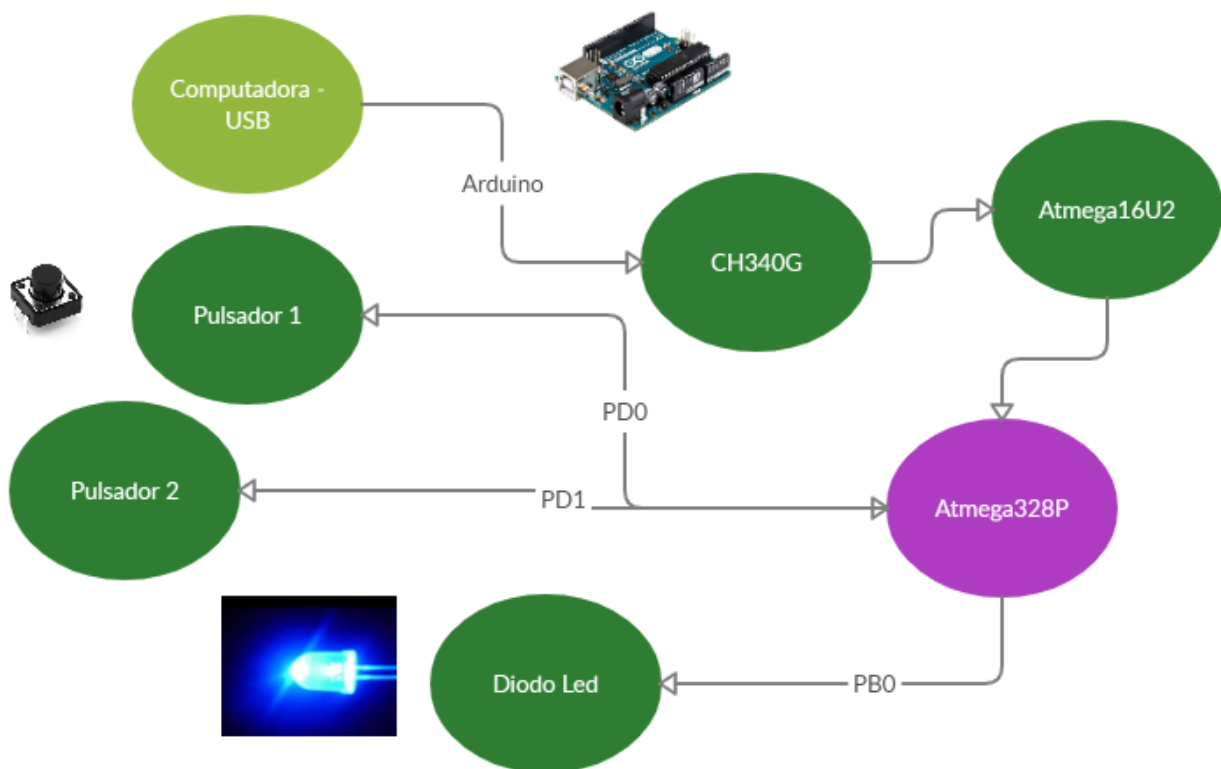 Computadora -
USB
Arduino
CH340G
Atmega16U2
Pulsador 1
PD0
Pulsador 2
PD1
Atmega328P
Diodo Led
PB0